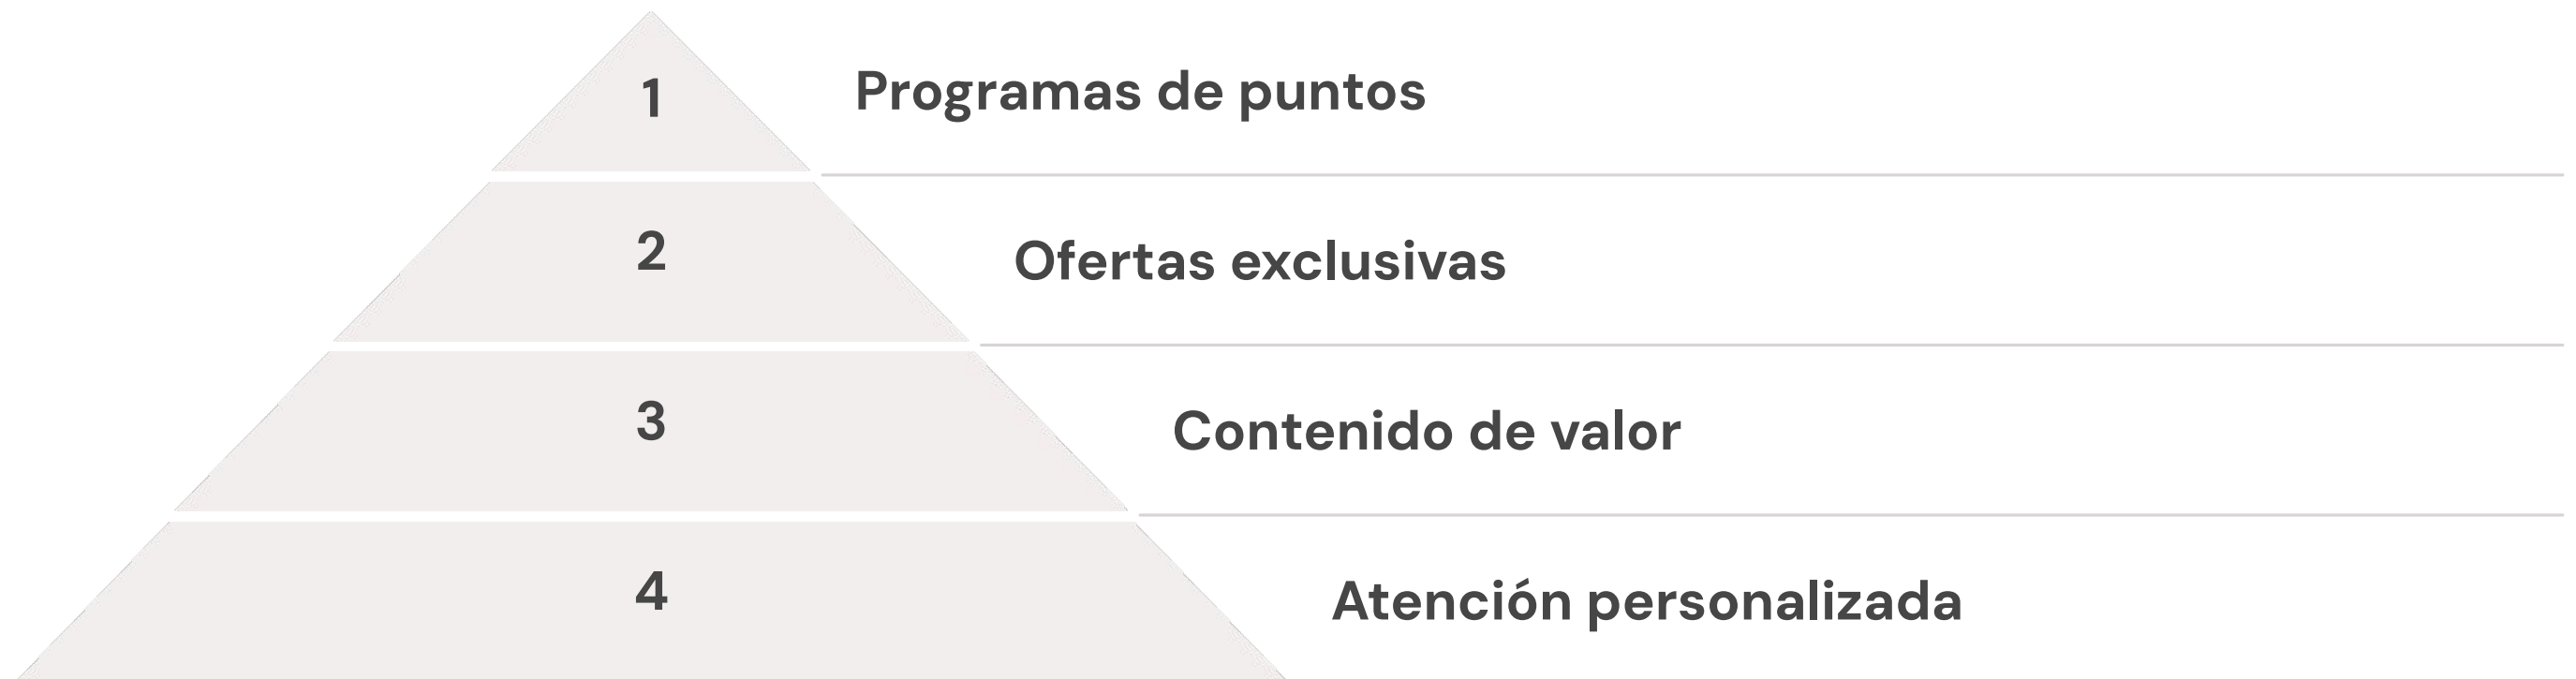 1
Programas de puntos
2
Ofertas exclusivas
3
Contenido de valor
4
Atención personalizada